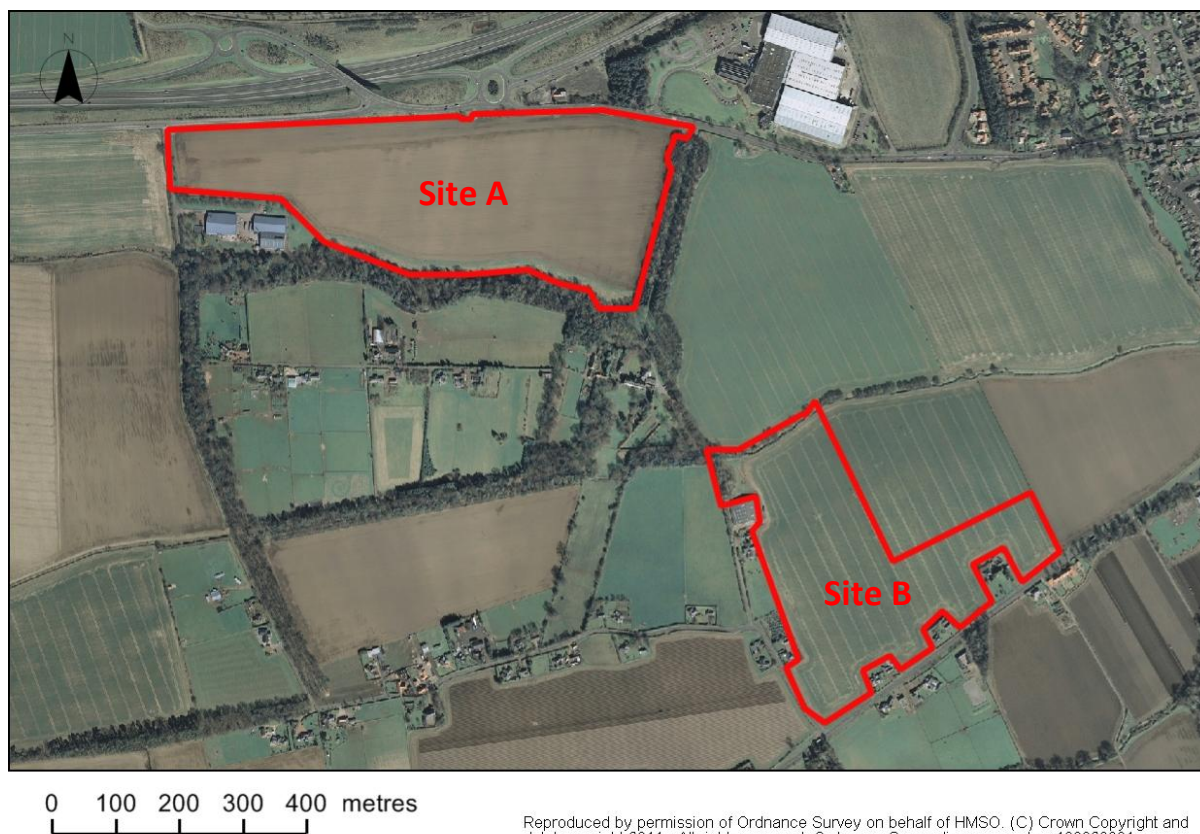 N
Site A
Site B
0 100 200 300 400 metres
Reproduced by permission of Ordnance Survey on behalf of HMSO. (C) Crown Copyright and